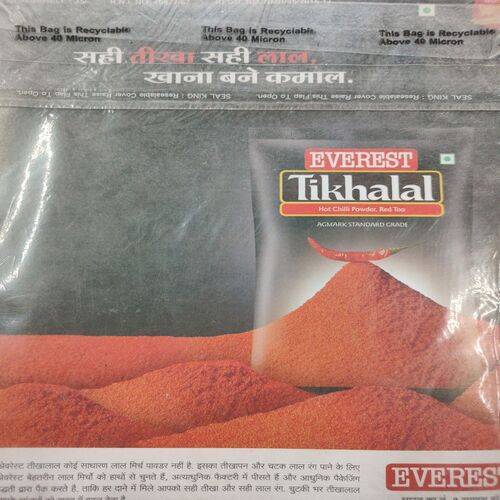 This Bag is Recyclable This Bag is Recyclable This Bag is Recyclable
Above 40 Micron Above 40 Micron Above 40 Micron
सही तीखा सही लाल,
खाना बने कमाल.
SEAL KING : Resealable Cover Raise This Flap To Open. SEAL KING : Resealable Cover Raise This Flap To Open.
EVEREST
Tikhalal
Hot Chilli Powder, Red Too
AGMARK STANDARD GRADE
एवरेस्ट तीखालाल कोई साधारण लाल मिर्च पावडर नहीं है. इसका तीखापन और चटक लाल रंग पाने के लिए
एवरेस्ट बेहतरीन लाल मिर्चों को हाथों से चुनते हैं, अत्याधुनिक फैक्टरी में पीसते हैं और आधुनिक पैकेजिंग
पद्धती द्वारा पैक करते हैं. ताकि हर दाने में मिले आपको सही तीखा और सही लाल रंग. चुटकी भर तीखालाल
EVEREST